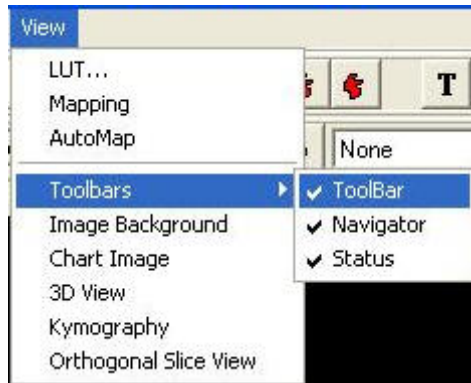 View
LUT...
Mapping
AutoMap
T
None
Toolbars
ToolBar
Navigator
Status
Image Background
Chart Image
3D View
Kymography
Orthogonal Slice View